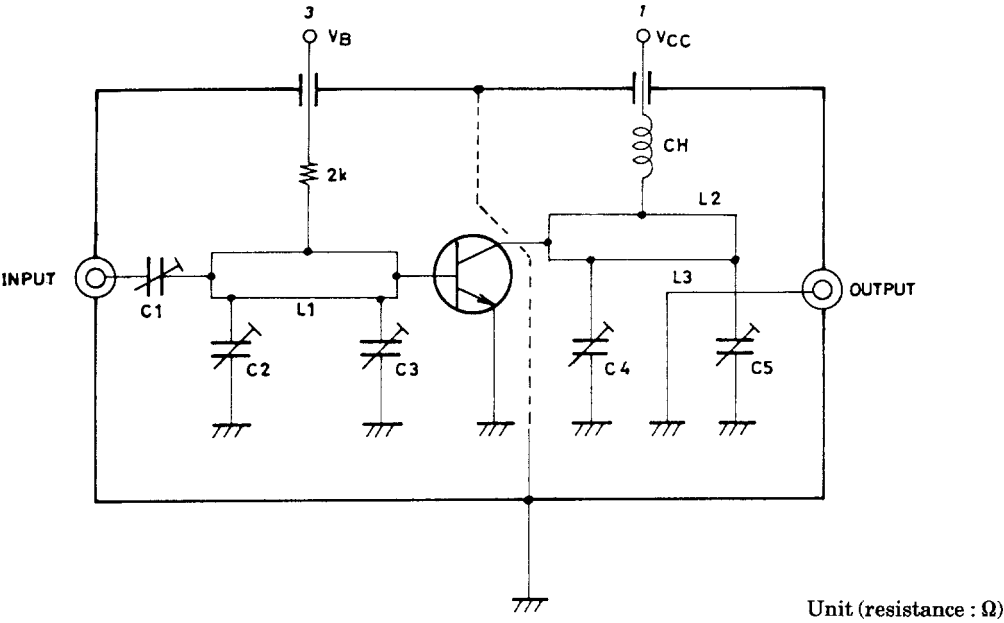 3
1
VB
VCC
CH
2k
L2
INPUT
L3
OUTPUT
C1
L1
C2
C3
C4
C5
Unit (resistance : Ω)